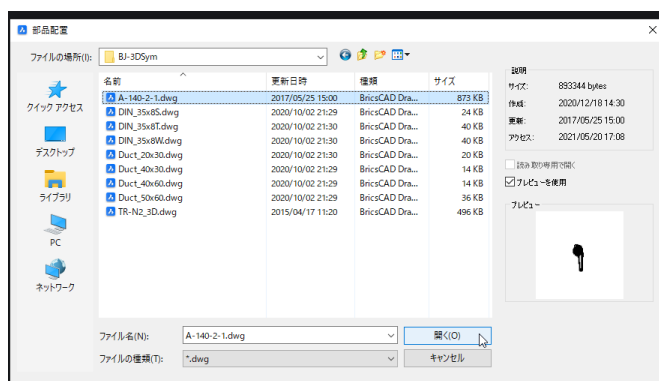 部品配置
ファイルの場所(I):
BJ-3DSym
名前
更新日時
種類
サイズ
A-140-2-1.dwg 2017/05/25 15:00 BricsCAD Dra... 873 KB
DIN_35x8S.dwg 2020/10/02 21:29 BricsCAD Dra... 24 KB
DIN_35x8T.dwg 2020/10/02 21:30 BricsCAD Dra... 40 KB
DIN_35x8W.dwg 2020/10/02 21:30 BricsCAD Dra... 40 KB
Duct_20x30.dwg 2020/10/02 21:30 BricsCAD Dra... 20 KB
Duct_40x30.dwg 2020/10/02 21:29 BricsCAD Dra... 14 KB
Duct_40x60.dwg 2020/10/02 21:29 BricsCAD Dra... 14 KB
Duct_50x60.dwg 2020/10/02 21:29 BricsCAD Dra... 36 KB
TR-N2_3D.dwg 2015/04/17 11:20 BricsCAD Dra... 496 KB
クイック アクセス
デスクトップ
ライブラリ
PC
ネットワーク
ファイル名(N):
A-140-2-1.dwg
開く(O)
ファイルの種類(T):
*.dwg
キャンセル
説明
サイズ: 893344 bytes
作成: 2020/12/18 14:30
更新: 2017/05/25 15:00
アクセス: 2021/05/20 17:08
読み取り専用で開く
プレビューを使用
プレビュー